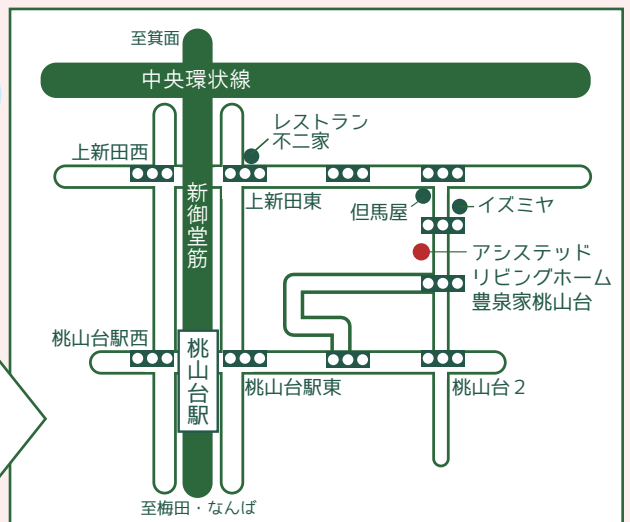 至箕面
中央環状線
レストラン
不二家
上新田西
上新田東
新御堂筋
但馬屋
イズミヤ
アシステッド
リビングホーム
豊泉家桃山台
桃山台駅西
桃山台駅
桃山台駅東
桃山台２
至梅田・なんば